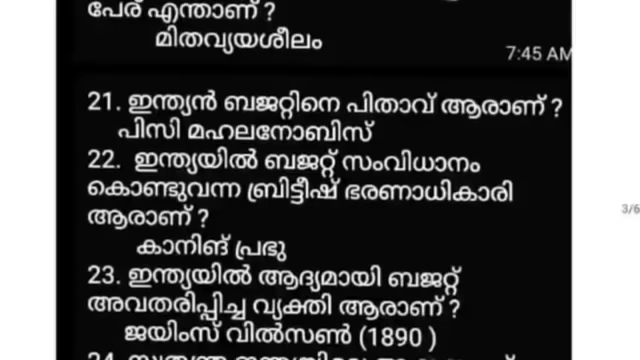 പേര് എന്താണ് ?
മിതവ്യയശീലം
7:45 AM
21. ഇന്ത്യൻ ബജറ്റിനെ പിതാവ് ആരാണ് ?
പിസി മഹലനോബിസ്
22. ഇന്ത്യയിൽ ബജറ്റ് സംവിധാനം
കൊണ്ടുവന്ന ബ്രിട്ടീഷ് ഭരണാധികാരി
ആരാണ് ?
കാനിങ് പ്രഭു
3/6
23. ഇന്ത്യയിൽ ആദ്യമായി ബജറ്റ്
അവതരിപ്പിച്ച വ്യക്തി ആരാണ് ?
ജയിംസ് വിൽസൺ (1890 )